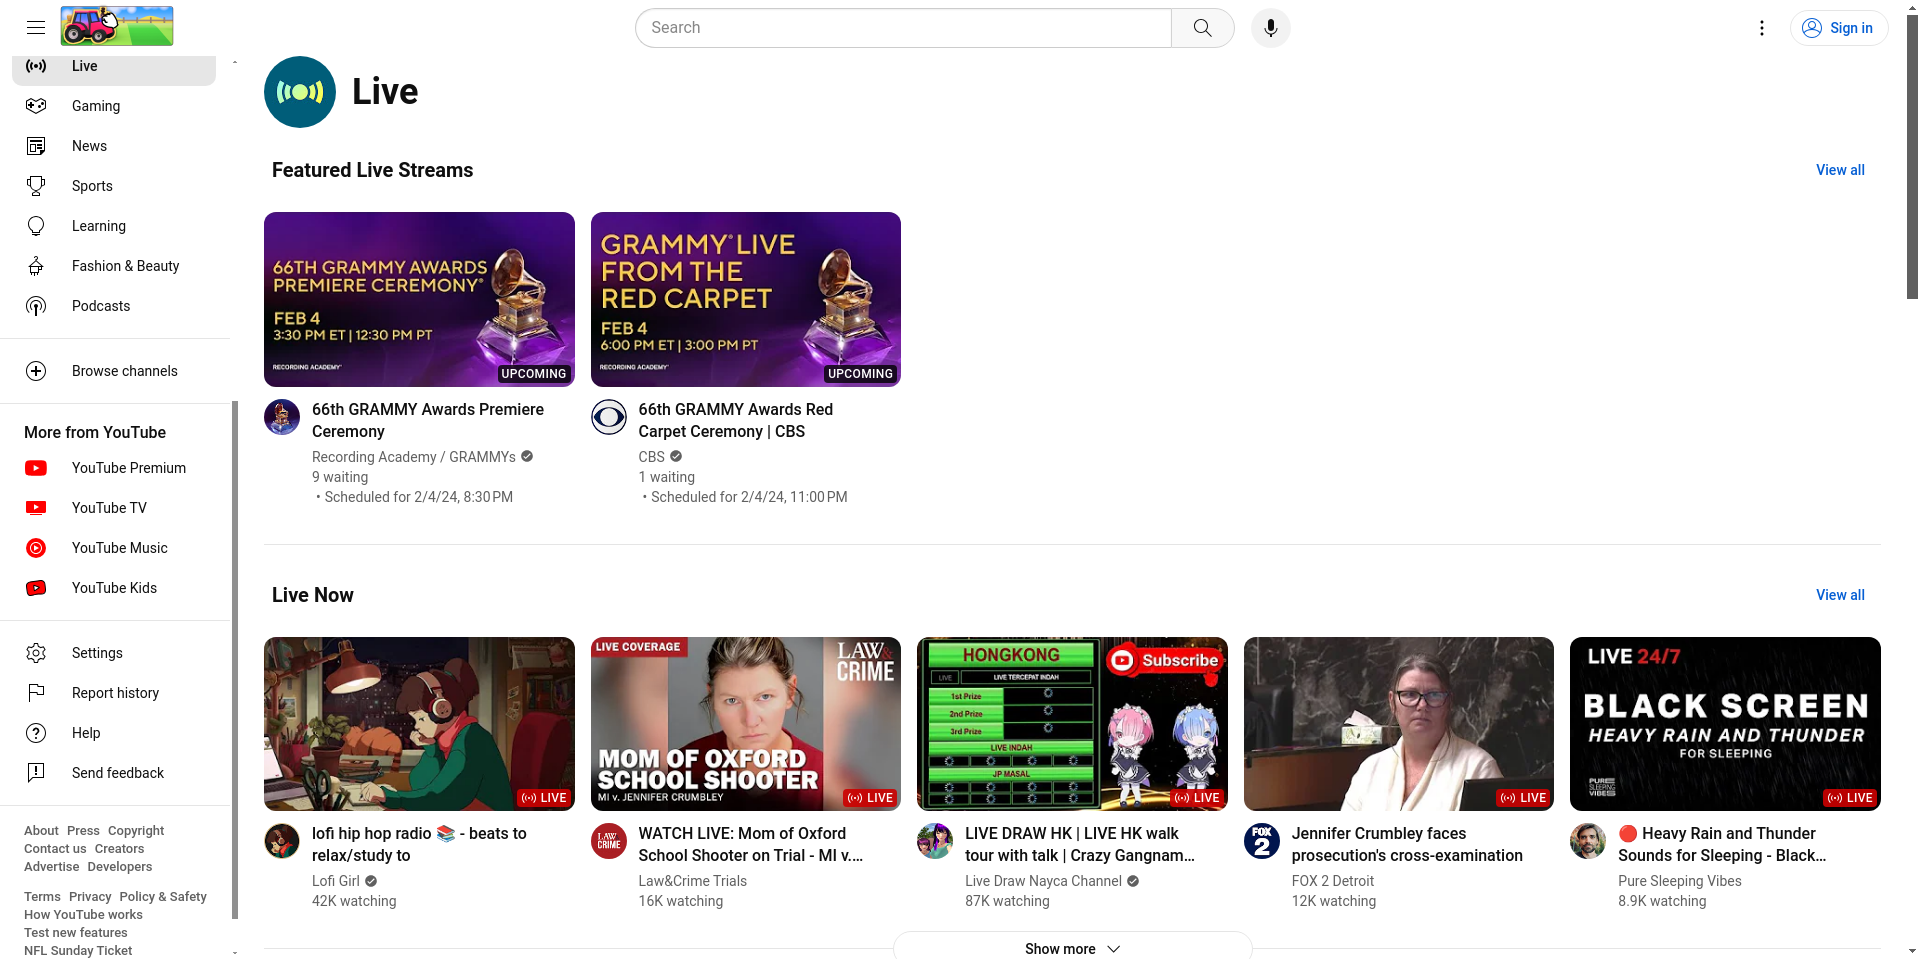 Search
Sign in
Live
Gaming
News
Sports
Learning
Fashion & Beauty
Podcasts
Browse channels
More from YouTube
YouTube Premium
YouTube TV
YouTube Music
YouTube Kids
Settings
Report history
Help
Send feedback
About Press Copyright
Contact us Creators
Advertise Developers
Terms Privacy Policy & Safety
How YouTube works
Test new features
NFL Sunday Ticket
Live
Featured Live Streams
View all
66TH GRAMMY AWARDS
PREMIERE CEREMONY®
FEB 4
3:30 PM ET | 12:30 PM PT
RECORDING ACADEMY®
UPCOMING
66th GRAMMY Awards Premiere
Ceremony
Recording Academy / GRAMMYs
9 waiting
• Scheduled for 2/4/24, 8:30 PM
GRAMMY® LIVE
FROM THE
RED CARPET
FEB 4
6:00 PM ET | 3:00 PM PT
RECORDING ACADEMY®
UPCOMING
66th GRAMMY Awards Red
Carpet Ceremony | CBS
CBS
1 waiting
• Scheduled for 2/4/24, 11:00 PM
Live Now
View all
LIVE
lofi hip hop radio 📚 - beats to
relax/study to
Lofi Girl
42K watching
LIVE COVERAGE
LAW&
CRIME
MOM OF OXFORD
SCHOOL SHOOTER
MI v. JENNIFER CRUMBLEY
LIVE
LAW&
CRIME
WATCH LIVE: Mom of Oxford
School Shooter on Trial - MI v....
Law&Crime Trials
16K watching
HONGKONG
Subscribe
LIVE
LIVE TERCEPAT INDAH
1st Prize
2nd Prize
3rd Prize
LIVE INDAH
JP MASAL
LIVE
LIVE DRAW HK | LIVE HK walk
tour with talk | Crazy Gangnam...
Live Draw Nayca Channel
87K watching
LIVE
FOX
2
Jennifer Crumbley faces
prosecution's cross-examination
FOX 2 Detroit
12K watching
LIVE 24/7
BLACK SCREEN
HEAVY RAIN AND THUNDER
FOR SLEEPING
PURE
SLEEPING
VIBES
LIVE
🔴 Heavy Rain and Thunder
Sounds for Sleeping - Black...
Pure Sleeping Vibes
8.9K watching
Show more